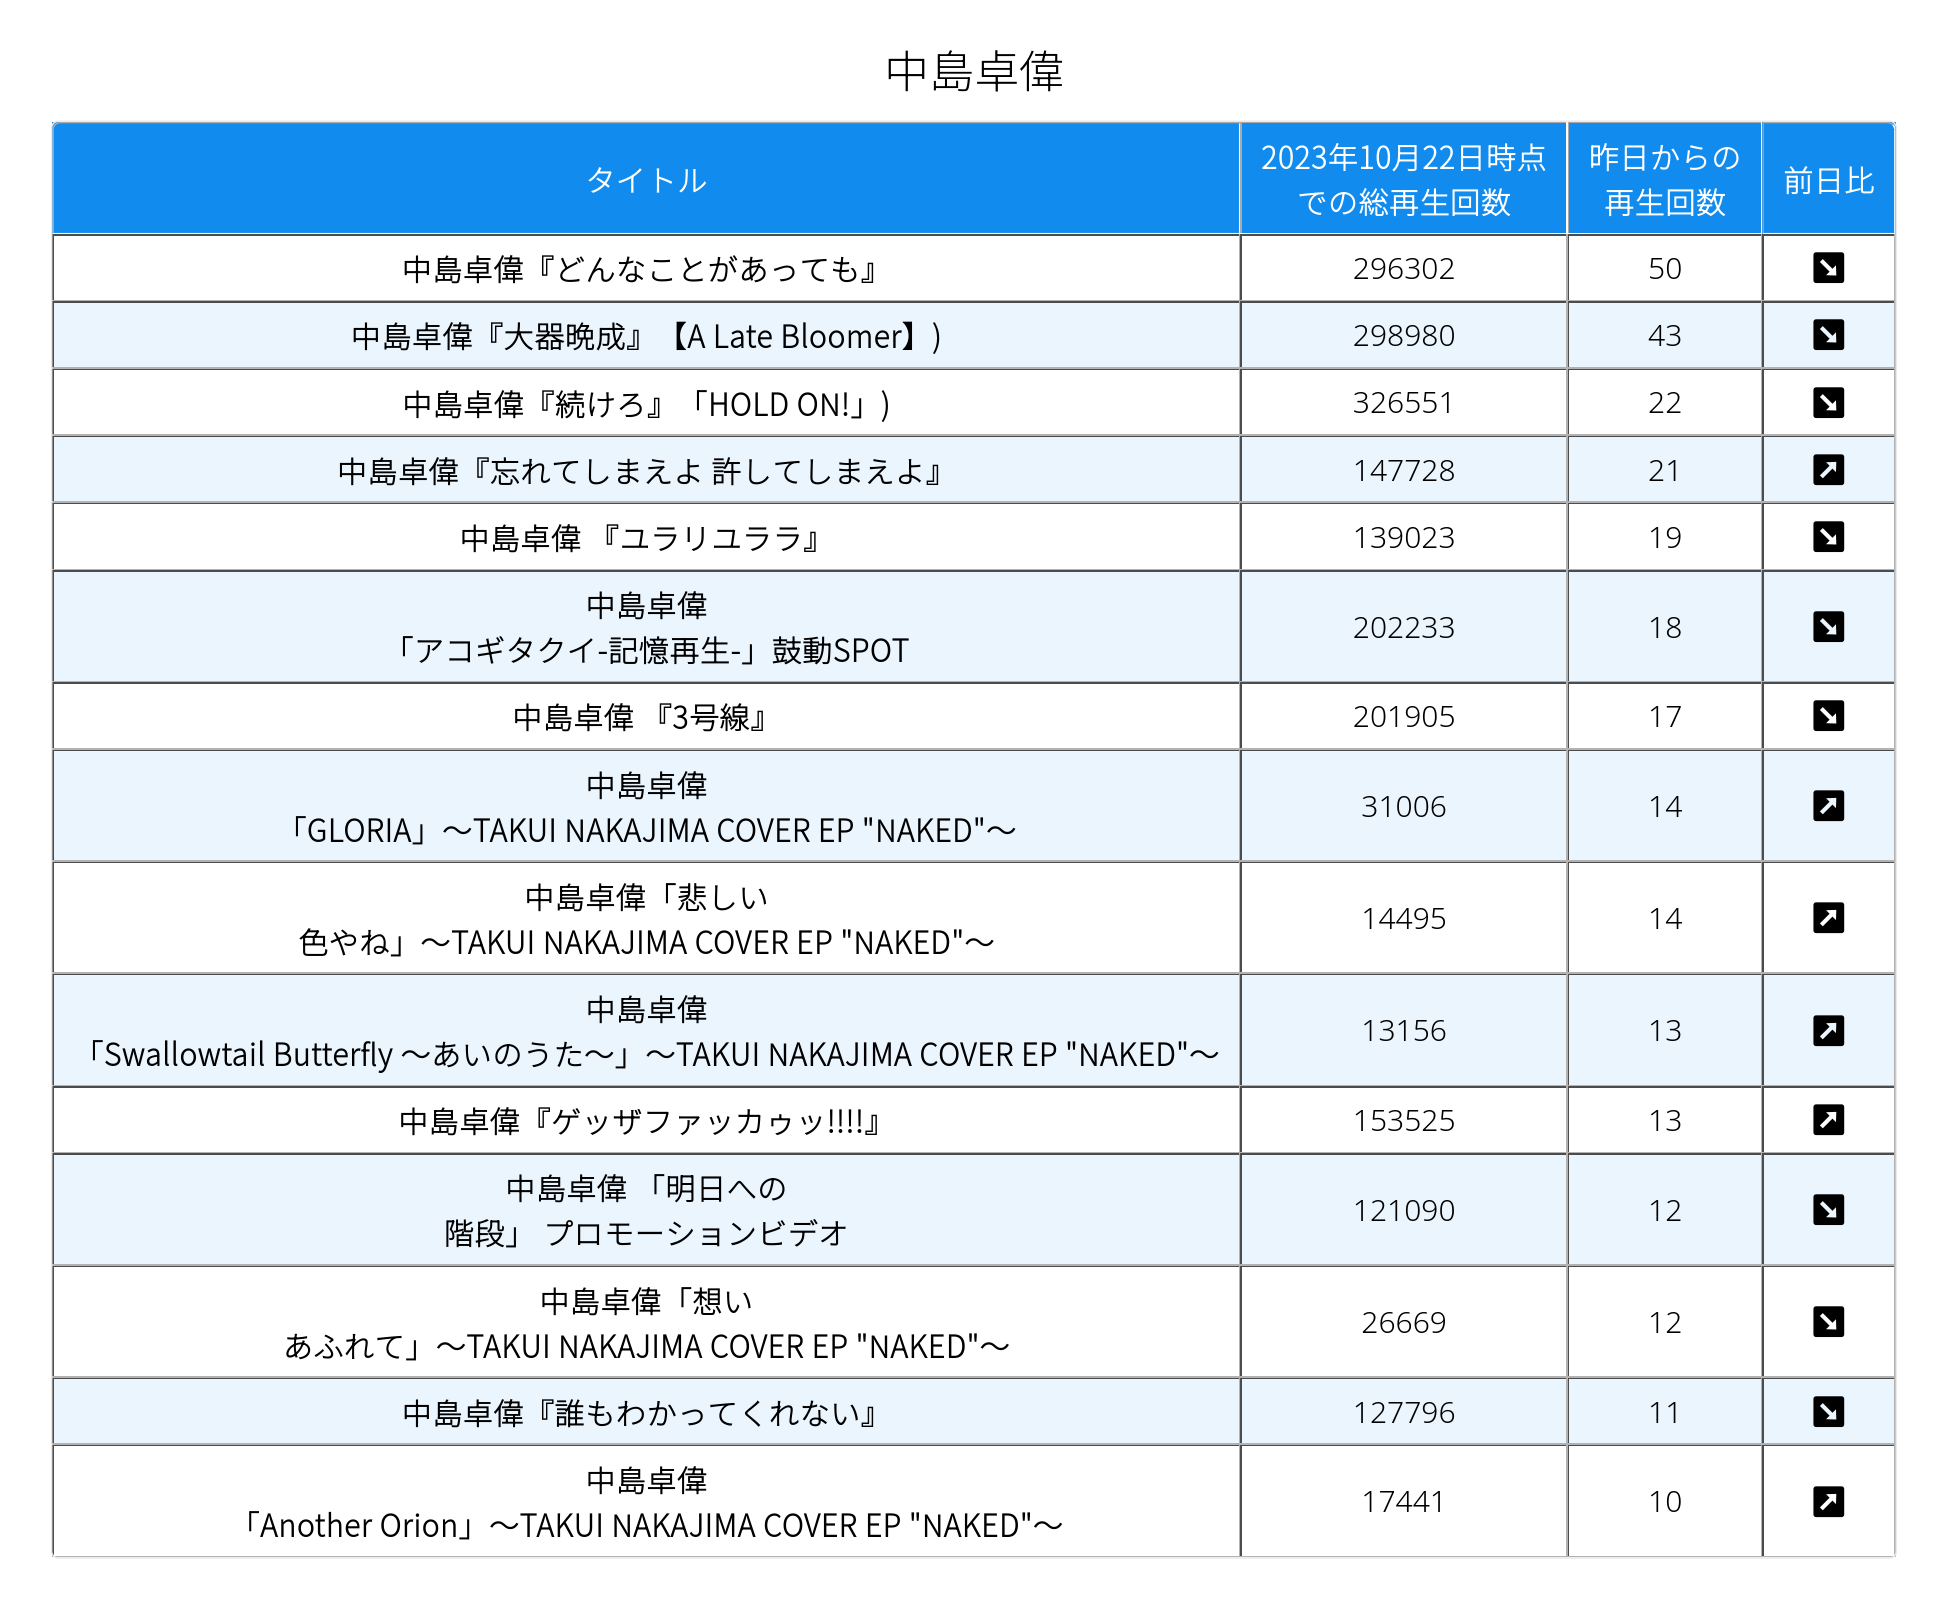 中島卓偉
タイトル
2023年10月22日時点
での総再生回数
昨日からの
再生回数
前日比
中島卓偉『どんなことがあっても』
296302
50
中島卓偉『大器晩成』【A Late Bloomer】)
298980
43
中島卓偉『続けろ』「HOLD ON!」)
326551
22
中島卓偉『忘れてしまえよ 許してしまえよ』
147728
21
中島卓偉 『ユラリユララ』
139023
19
中島卓偉
「アコギタクイ-記憶再生-」鼓動SPOT
202233
18
中島卓偉 『3号線』
201905
17
中島卓偉
「GLORIA」〜TAKUI NAKAJIMA COVER EP "NAKED"〜
31006
14
中島卓偉「悲しい
色やね」〜TAKUI NAKAJIMA COVER EP "NAKED"〜
14495
14
中島卓偉
「Swallowtail Butterfly 〜あいのうた〜」〜TAKUI NAKAJIMA COVER EP "NAKED"〜
13156
13
中島卓偉『ゲッザファッカゥッ!!!!』
153525
13
中島卓偉 「明日への
階段」 プロモーションビデオ
121090
12
中島卓偉「想い
あふれて」〜TAKUI NAKAJIMA COVER EP "NAKED"〜
26669
12
中島卓偉『誰もわかってくれない』
127796
11
中島卓偉
「Another Orion」〜TAKUI NAKAJIMA COVER EP "NAKED"〜
17441
10